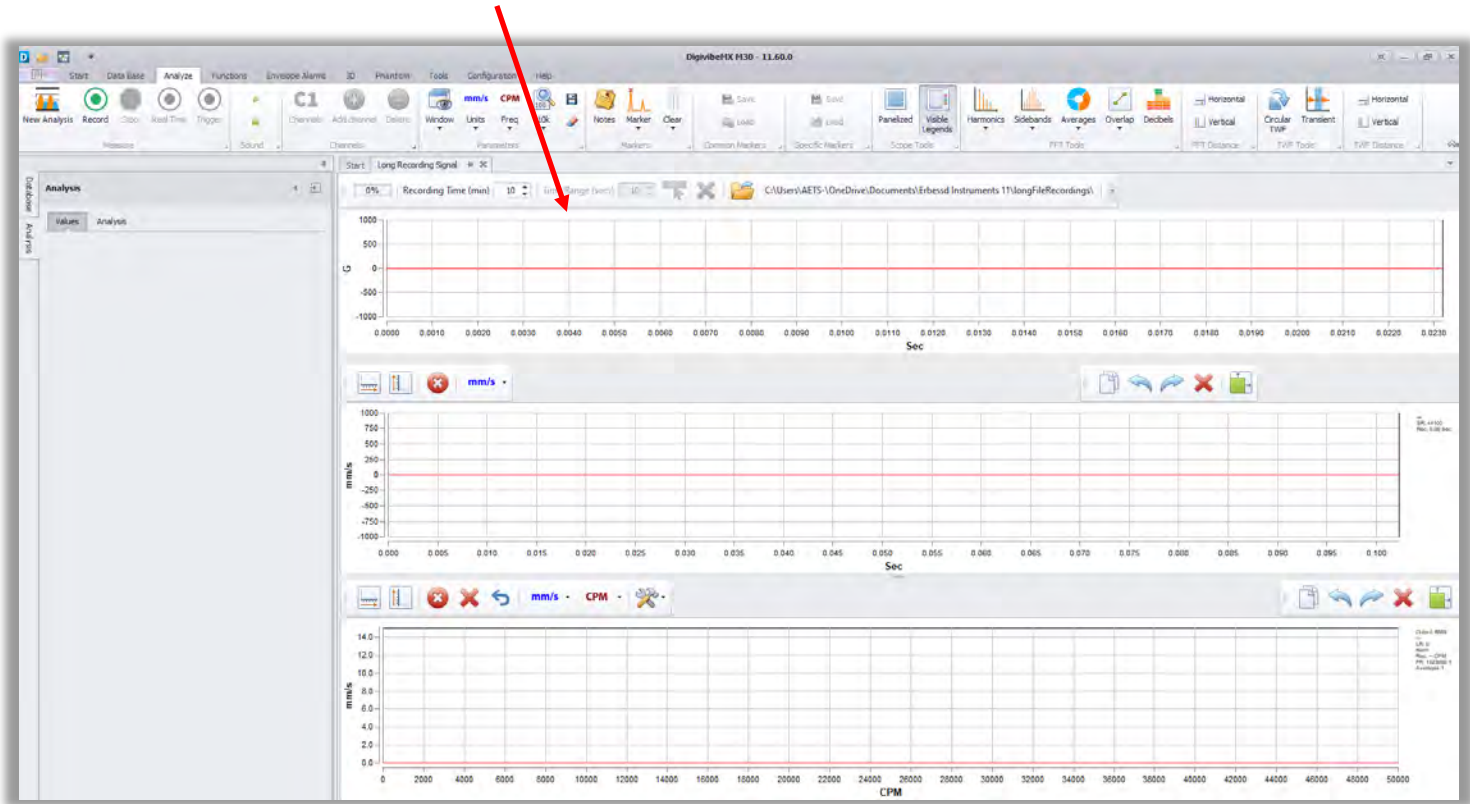 DigivibeMX M30 - 11.60.0
Start Data Base Analyze Functions Envelope Alarms 3D Phantom Tools Configuration Help
New Analysis Record Stop Real Time Trigger C1 Channels Add channel Delete Window mm/s Units CPM Freq 10k Notes Marker Clear Save Load Save Load Panelized Visible Legends Harmonics Sidebands Averages Overlap Decibels Horizontal Vertical Circular TWF Transient Horizontal Vertical
Measure Sound Channels Parameters Markers Common Markers Specific Markers Scope Tools FFT Tools FFT Distance TWF Tools TWF Distance
Start Long Recording Signal
Database
Analysis
Analysis
Values Analysis
0% Recording Time (min) 10 Time Range (sec) 10 C:\Users\AETS-\OneDrive\Documents\Erbessd Instruments 11\longFileRecordings\
1000
500
G 0
-500
-1000
0.0000 0.0010 0.0020 0.0030 0.0040 0.0050 0.0060 0.0070 0.0080 0.0090 0.0100 0.0110 0.0120 0.0130 0.0140 0.0150 0.0160 0.0170 0.0180 0.0190 0.0200 0.0210 0.0220 0.0230
Sec
mm/s
1000
750
500
250
mm/s 0
-250
-500
-750
-1000
0.000 0.005 0.010 0.015 0.020 0.025 0.030 0.035 0.040 0.045 0.050 0.055 0.060 0.065 0.070 0.075 0.080 0.085 0.090 0.095 0.100
Sec
mm/s CPM
14.0
12.0
10.0
mm/s 8.0
6.0
4.0
2.0
0.0
0 2000 4000 6000 8000 10000 12000 14000 16000 18000 20000 22000 24000 26000 28000 30000 32000 34000 36000 38000 40000 42000 44000 46000 48000 50000
CPM